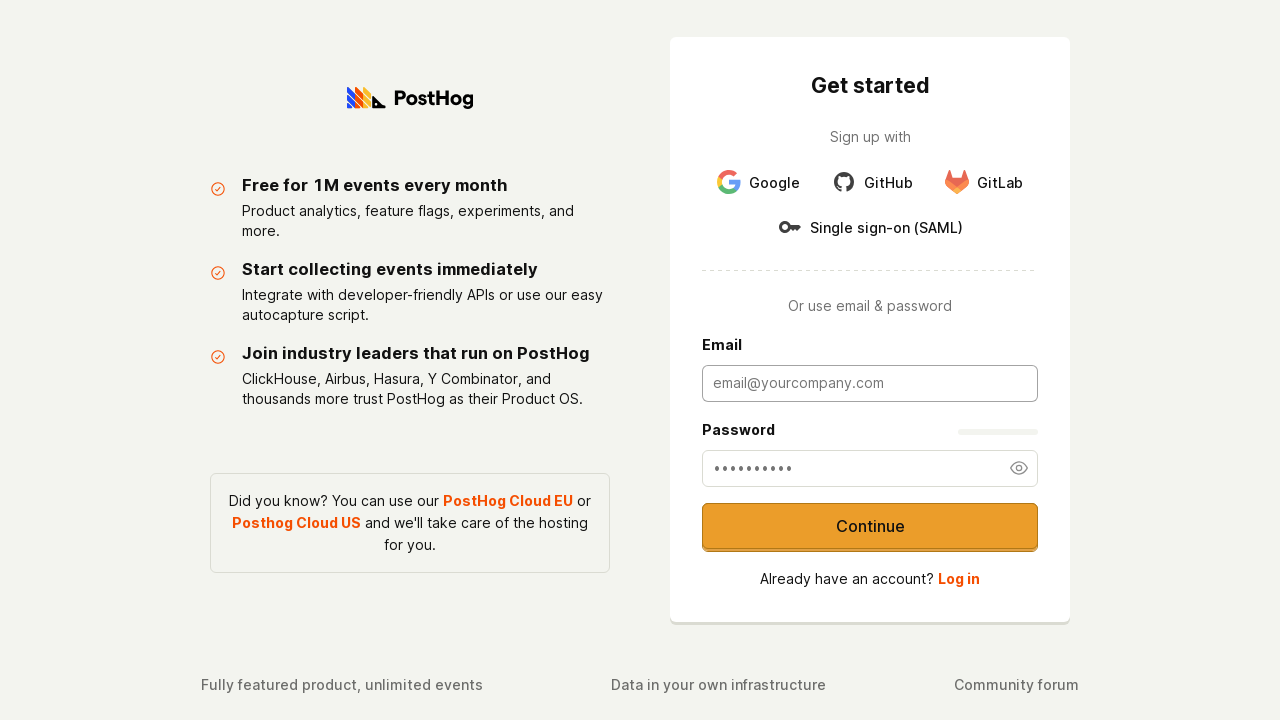 PostHog
Free for 1M events every month
Product analytics, feature flags, experiments, and
more.
Start collecting events immediately
Integrate with developer-friendly APIs or use our easy
autocapture script.
Join industry leaders that run on PostHog
ClickHouse, Airbus, Hasura, Y Combinator, and
thousands more trust PostHog as their Product OS.
Did you know? You can use our PostHog Cloud EU or
Posthog Cloud US and we'll take care of the hosting
for you.
Get started
Sign up with
Google
GitHub
GitLab
Single sign-on (SAML)
Or use email & password
Email
email@yourcompany.com
Password
••••••••••
Continue
Already have an account? Log in
Fully featured product, unlimited events
Data in your own infrastructure
Community forum